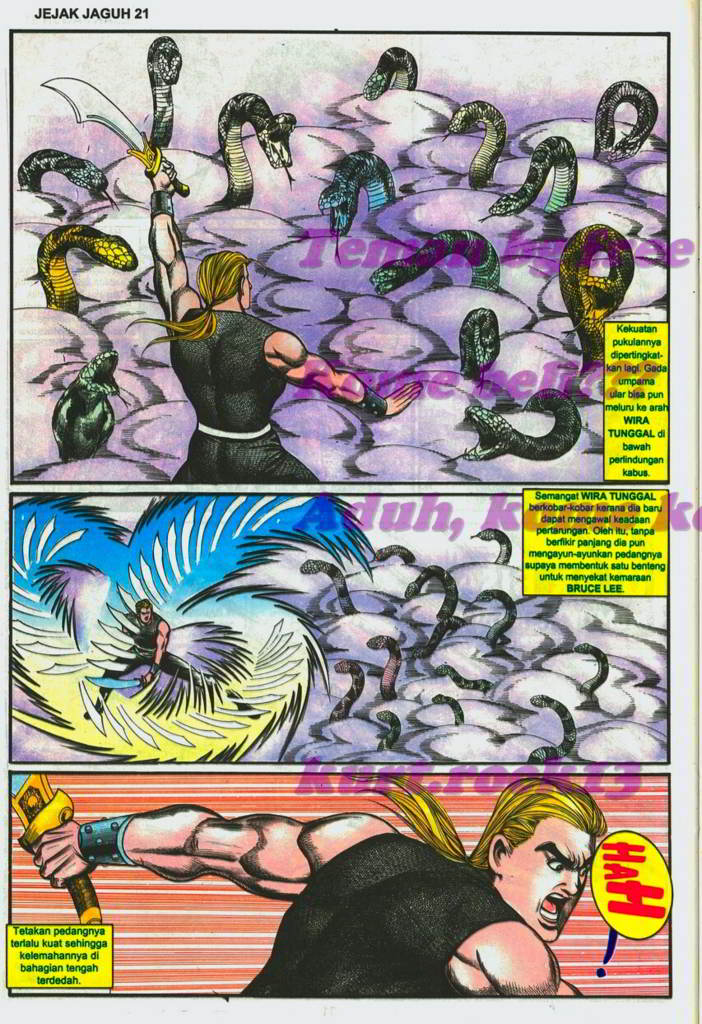 JEJAK JAGUH 21
Kekuatan
pukulannya
dipertingkat-
kan lagi. Gada
umpama
ular bisa pun
meluru ke arah
WIRA
TUNGGAL di
bawah
perlindungan
kabus.
Semangat WIRA TUNGGAL
berkobar-kobar kerana dia baru
dapat mengawal keadaan
pertarungan. Oleh itu, tanpa
berfikir panjang dia pun
mengayun-ayunkan pedangnya
supaya membentuk satu benteng
untuk menyekat kemaraan
BRUCE LEE.
Tetakan pedangnya
terlalu kuat sehingga
kelemahannya di
bahagian tengah
terdedah.
HAH!
kuri.rock13